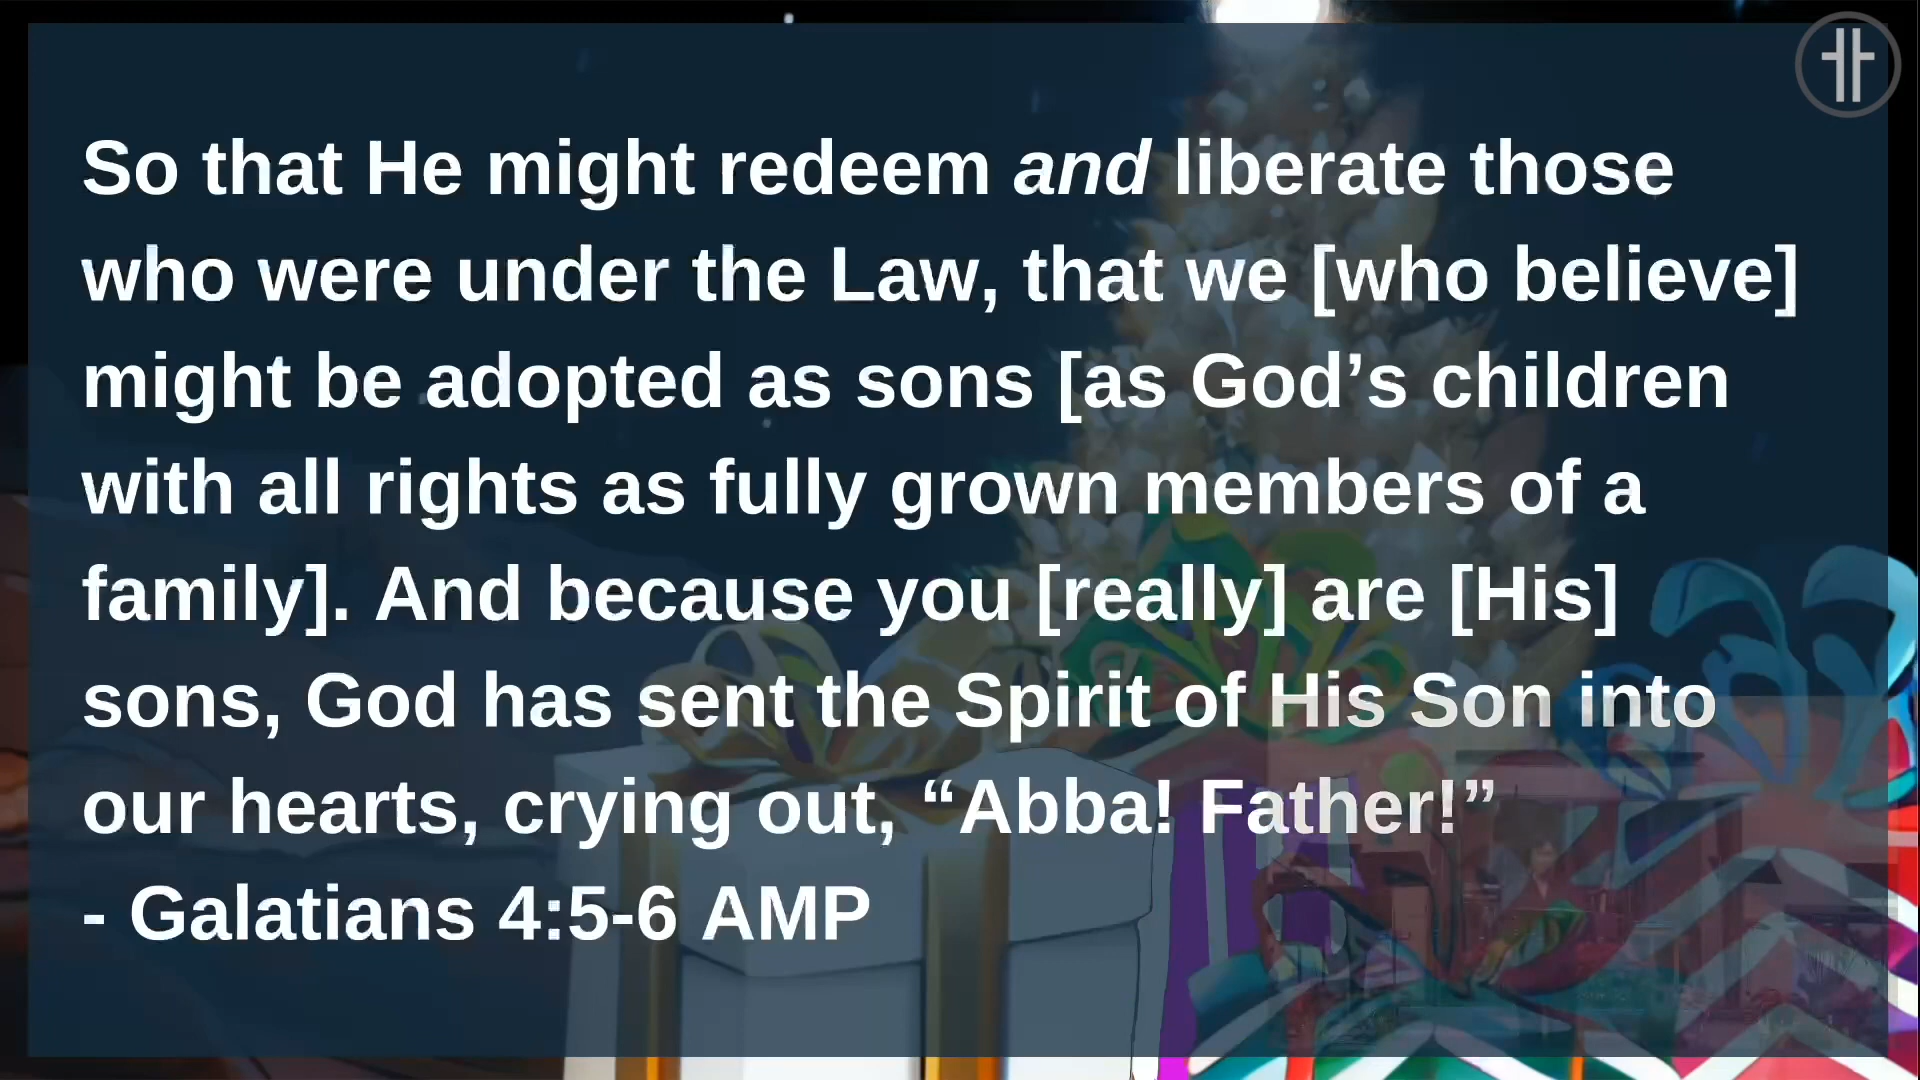 So that He might redeem and liberate those
who were under the Law, that we [who believe]
might be adopted as sons [as God’s children
with all rights as fully grown members of a
family]. And because you [really] are [His]
sons, God has sent the Spirit of His Son into
our hearts, crying out, “Abba! Father!”
- Galatians 4:5-6 AMP